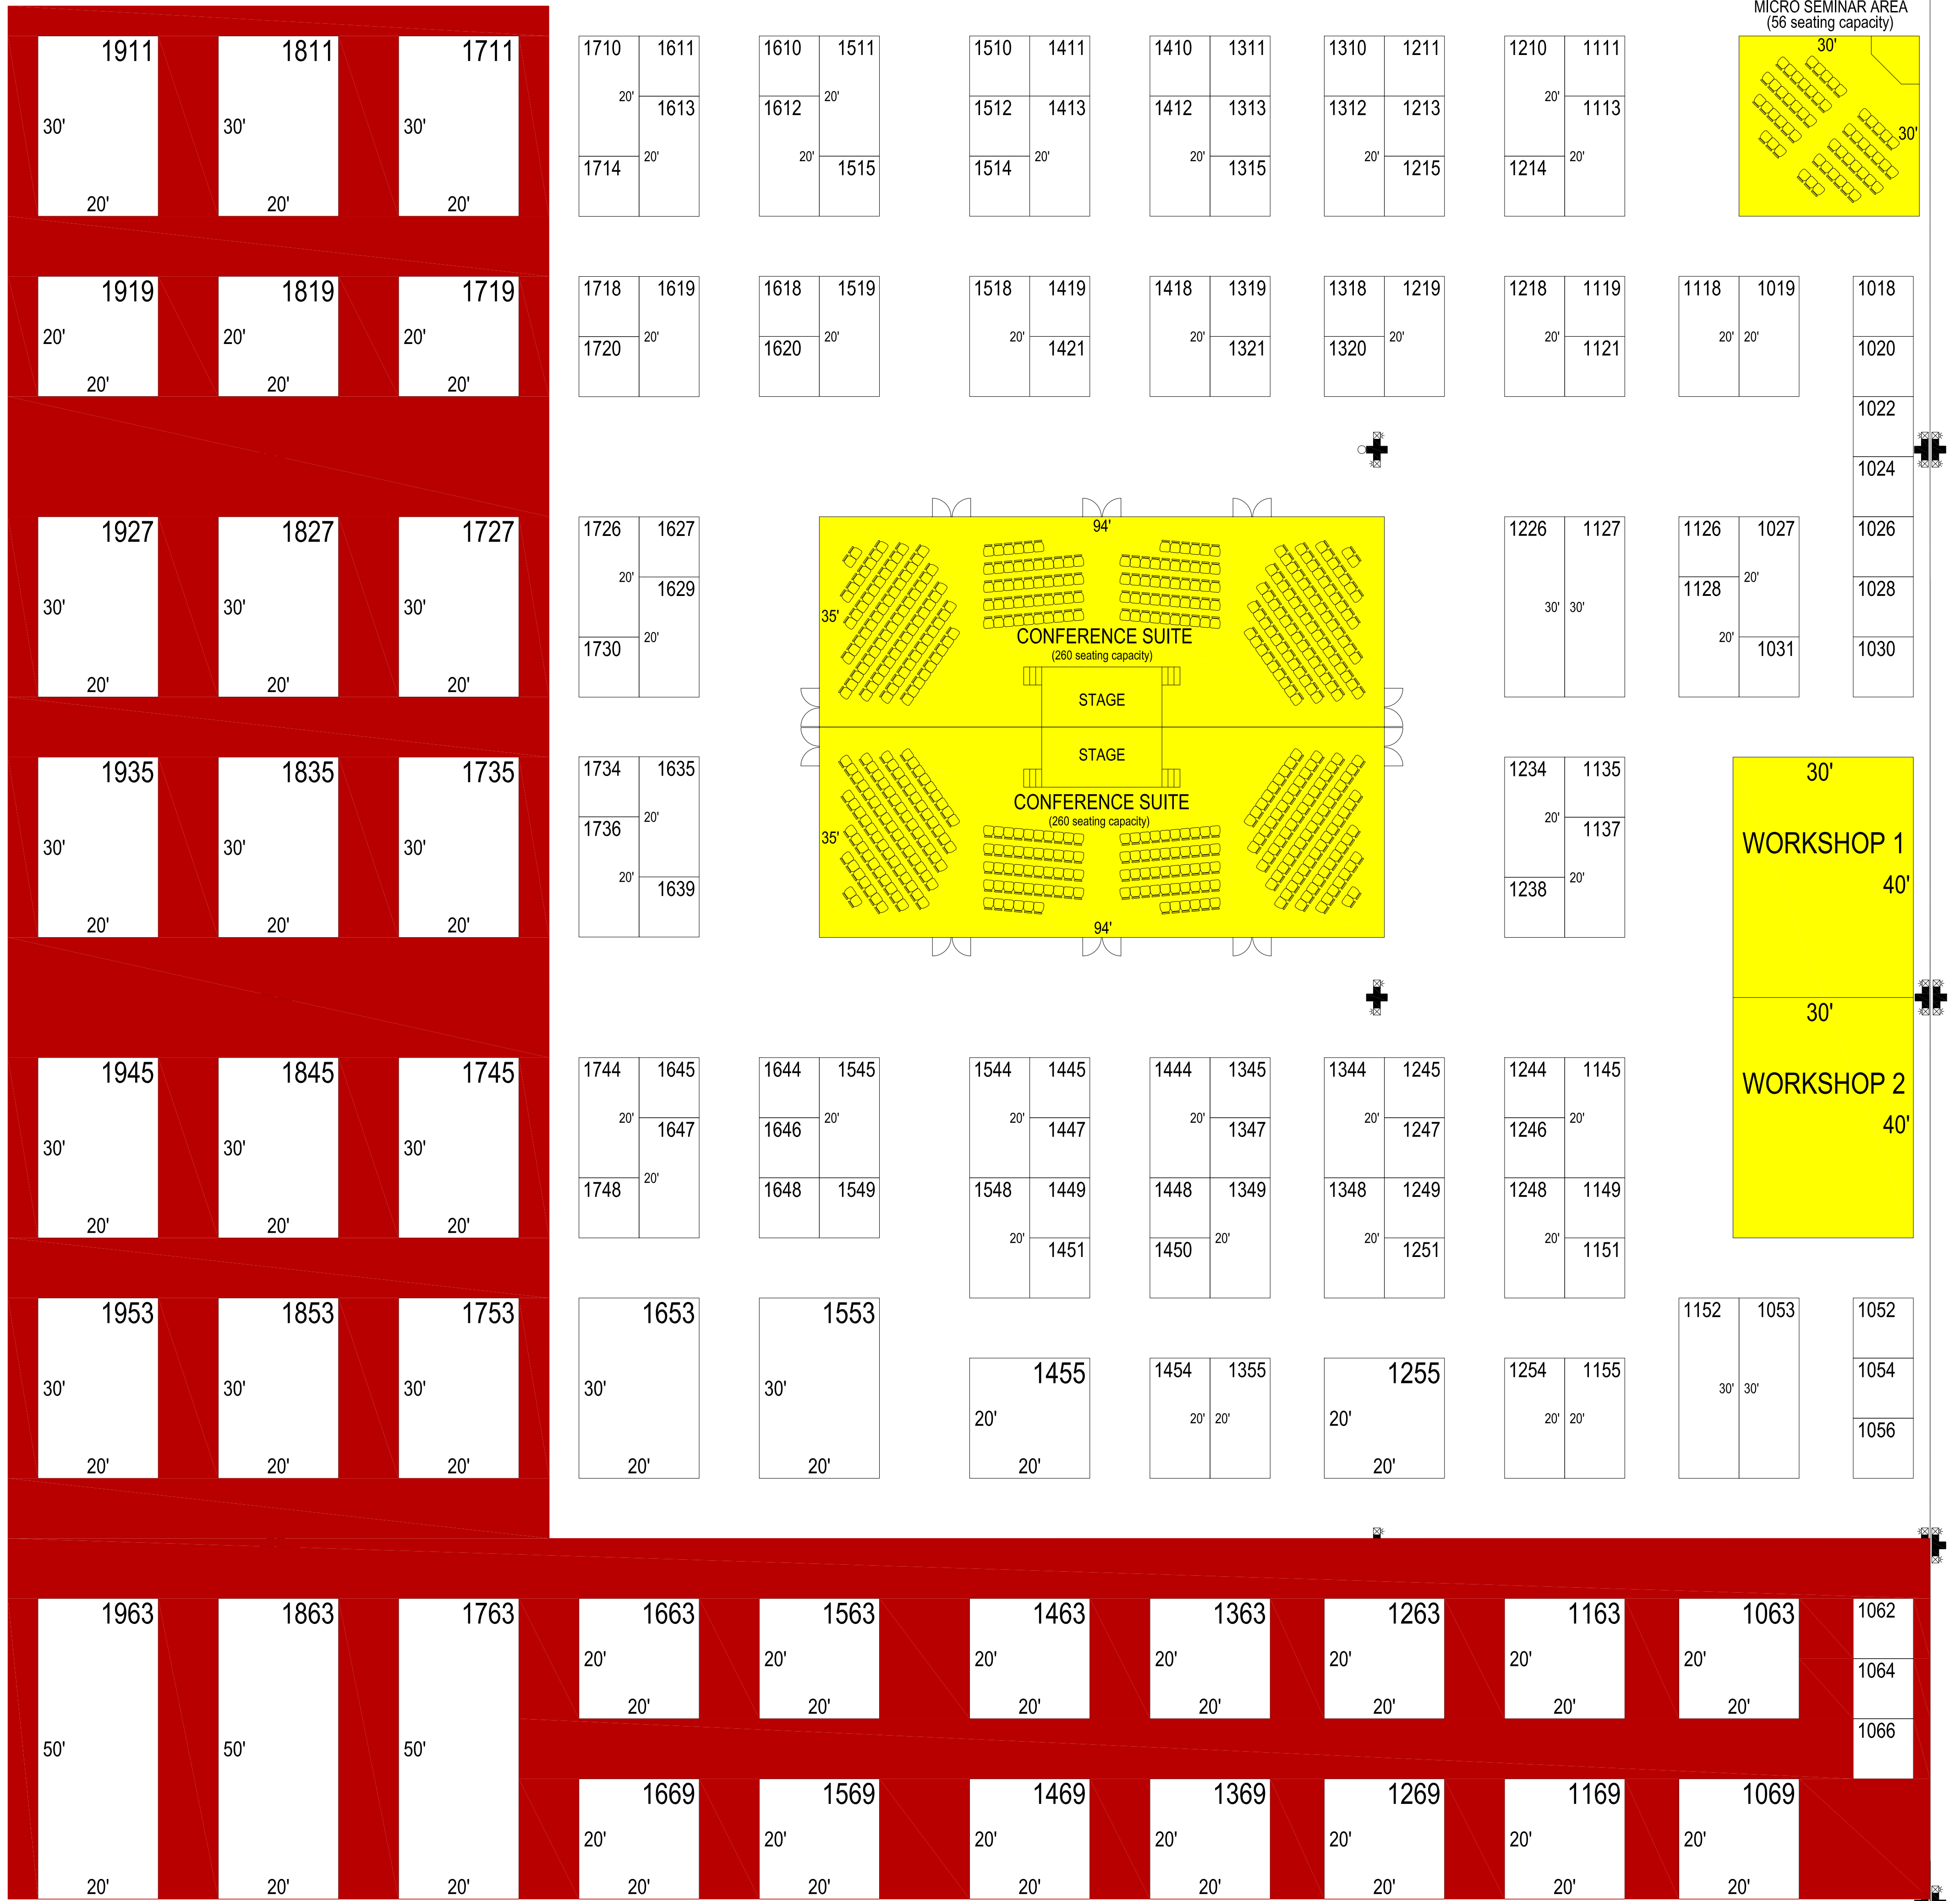 MICRO SEMINAR AREA
(56 seating capacity)
1911 1811 1711 1710 1611 1610 1511 1510 1411 1410 1311 1310 1211 1210 1111 30'
20' 20' 20'
1613 1612 1512 1413 1412 1313 1312 1213 1113
30' 30' 30' 30'
20' 20' 20' 20' 20' 20'
1714 1515 1514 1315 1215 1214
20' 20' 20'
1919 1819 1719 1718 1619 1618 1519 1518 1419 1418 1319 1318 1219 1218 1119 1118 1019 1018
20' 20' 20' 20' 20' 20' 20' 20' 20' 20' 20'
1720 1620 1421 1321 1320 1121 1020
20' 20' 20'
1022
1024
1927 1827 1727 1726 1627 94' 1226 1127 1126 1027 1026
20' 20'
1629 1128 1028
30' 30' 30' 35' 30' 30'
CONFERENCE SUITE
20' 20'
(260 seating capacity)
1730 1031 1030
20' 20' 20'
STAGE
STAGE
1935 1835 1735 1734 1635 1234 1135 30'
CONFERENCE SUITE
20' 20'
(260 seating capacity)
1736 1137
30' 30' 30' 35' WORKSHOP 1
20' 20' 40'
1639 1238
20' 20' 20' 94'
30'
1945 1845 1745 1744 1645 1644 1545 1544 1445 1444 1345 1344 1245 1244 1145 WORKSHOP 2
20' 20' 20' 20' 20' 20' 40'
1647 1646 1447 1347 1247 1246
30' 30' 30'
20'
1748 1648 1549 1548 1449 1448 1349 1348 1249 1248 1149
20' 20' 20' 20' 20' 20' 20'
1451 1450 1251 1151
1953 1853 1753 1653 1553 1152 1053 1052
1455 1454 1355 1255 1254 1155 1054
30' 30' 30' 30' 30' 30' 30'
20' 20' 20' 20' 20' 20'
1056
20' 20' 20' 20' 20' 20' 20'
1963 1863 1763 1663 1563 1463 1363 1263 1163 1063 1062
20' 20' 20' 20' 20' 20' 20' 1064
20' 20' 20' 20' 20' 20' 20'
1066
50' 50' 50'
1669 1569 1469 1369 1269 1169 1069
20' 20' 20' 20' 20' 20' 20'
20' 20' 20' 20' 20' 20' 20' 20' 20' 20'